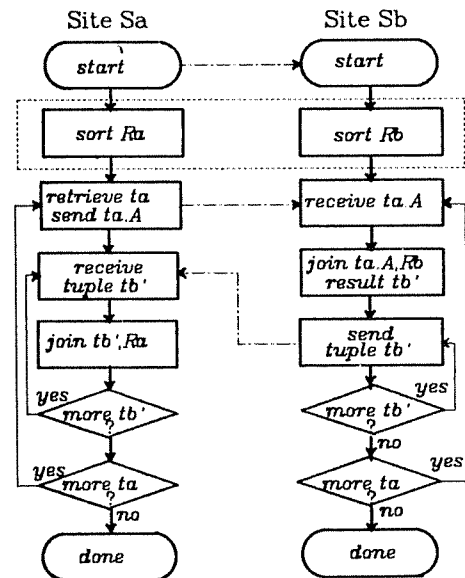 Site Sa
Site Sb
start
start
sort Ra
sort Rb
retrieve ta
send ta.A
receive ta.A
receive
tuple tb'
join ta.A,Rb
result tb'
join tb',Ra
send
tuple tb'
yes
more tb'
?
yes
more tb'
?
no
yes
more ta
?
no
yes
more ta
?
no
done
done